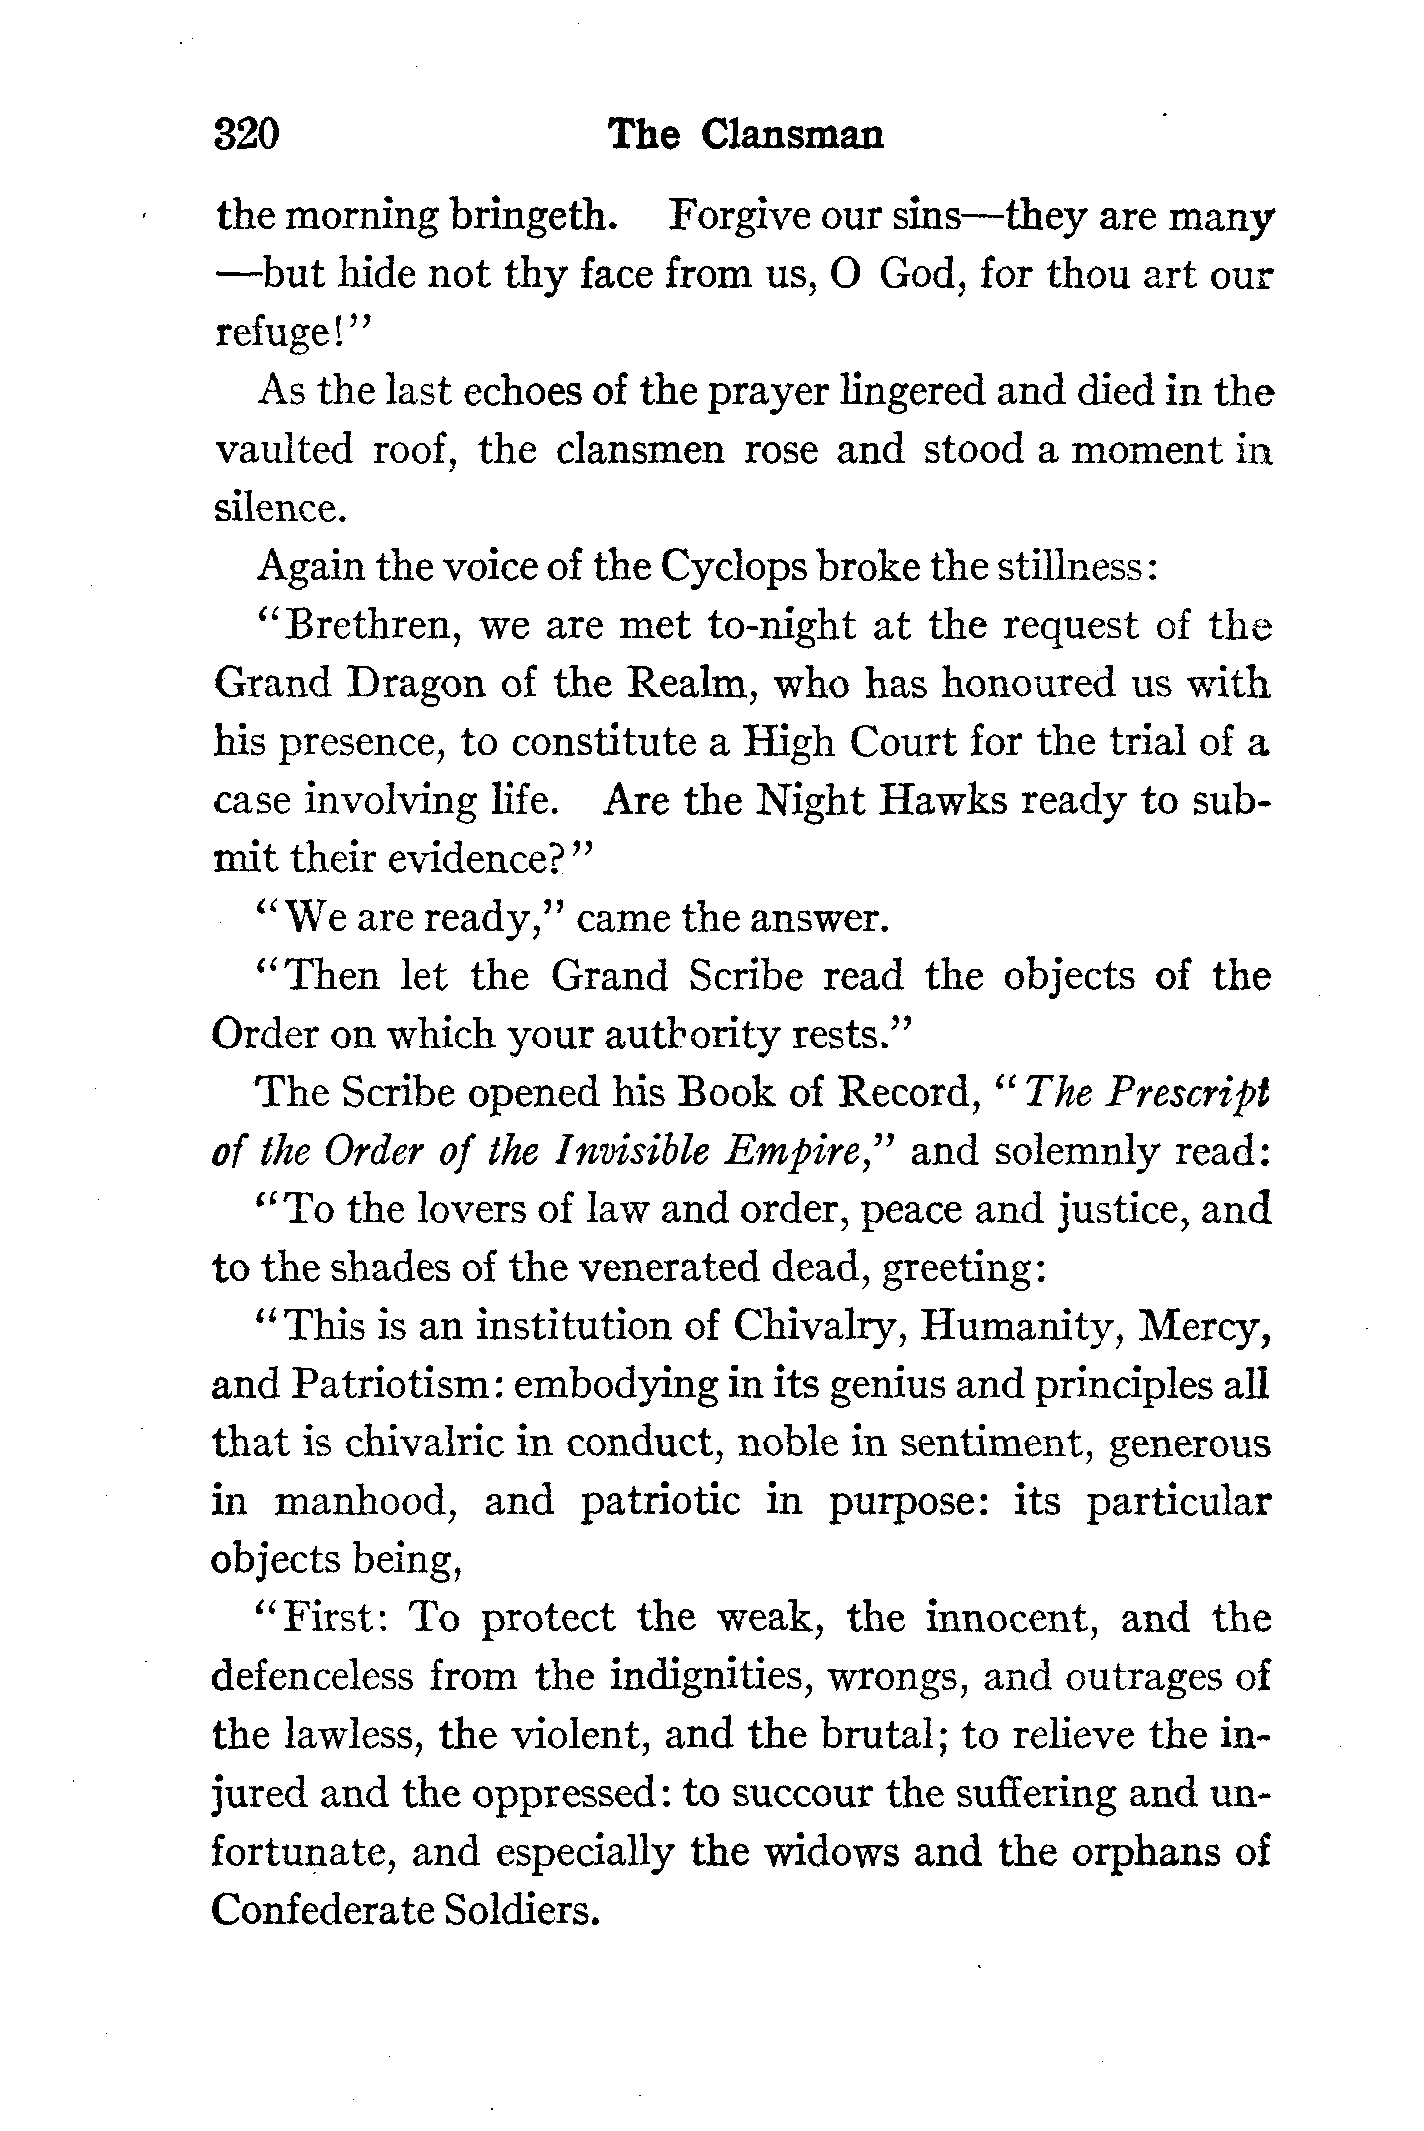 320 The Clansman
the morning bringeth. Forgive our sins—they are many
—but hide not thy face from us, O God, for thou art our
refuge!”
As the last echoes of the prayer lingered and died in the
vaulted roof, the clansmen rose and stood a moment in
silence.
Again the voice of the Cyclops broke the stillness:
“Brethren, we are met to-night at the request of the
Grand Dragon of the Realm, who has honoured us with
his presence, to constitute a High Court for the trial of a
case involving life. Are the Night Hawks ready to sub-
mit their evidence?”
“We are ready,” came the answer.
“Then let the Grand Scribe read the objects of the
Order on which your authority rests.”
The Scribe opened his Book of Record, “The Prescript
of the Order of the Invisible Empire,” and solemnly read:
“To the lovers of law and order, peace and justice, and
to the shades of the venerated dead, greeting:
“This is an institution of Chivalry, Humanity, Mercy,
and Patriotism: embodying in its genius and principles all
that is chivalric in conduct, noble in sentiment, generous
in manhood, and patriotic in purpose: its particular
objects being,
“First: To protect the weak, the innocent, and the
defenceless from the indignities, wrongs, and outrages of
the lawless, the violent, and the brutal; to relieve the in-
jured and the oppressed: to succour the suffering and un-
fortunate, and especially the widows and the orphans of
Confederate Soldiers.